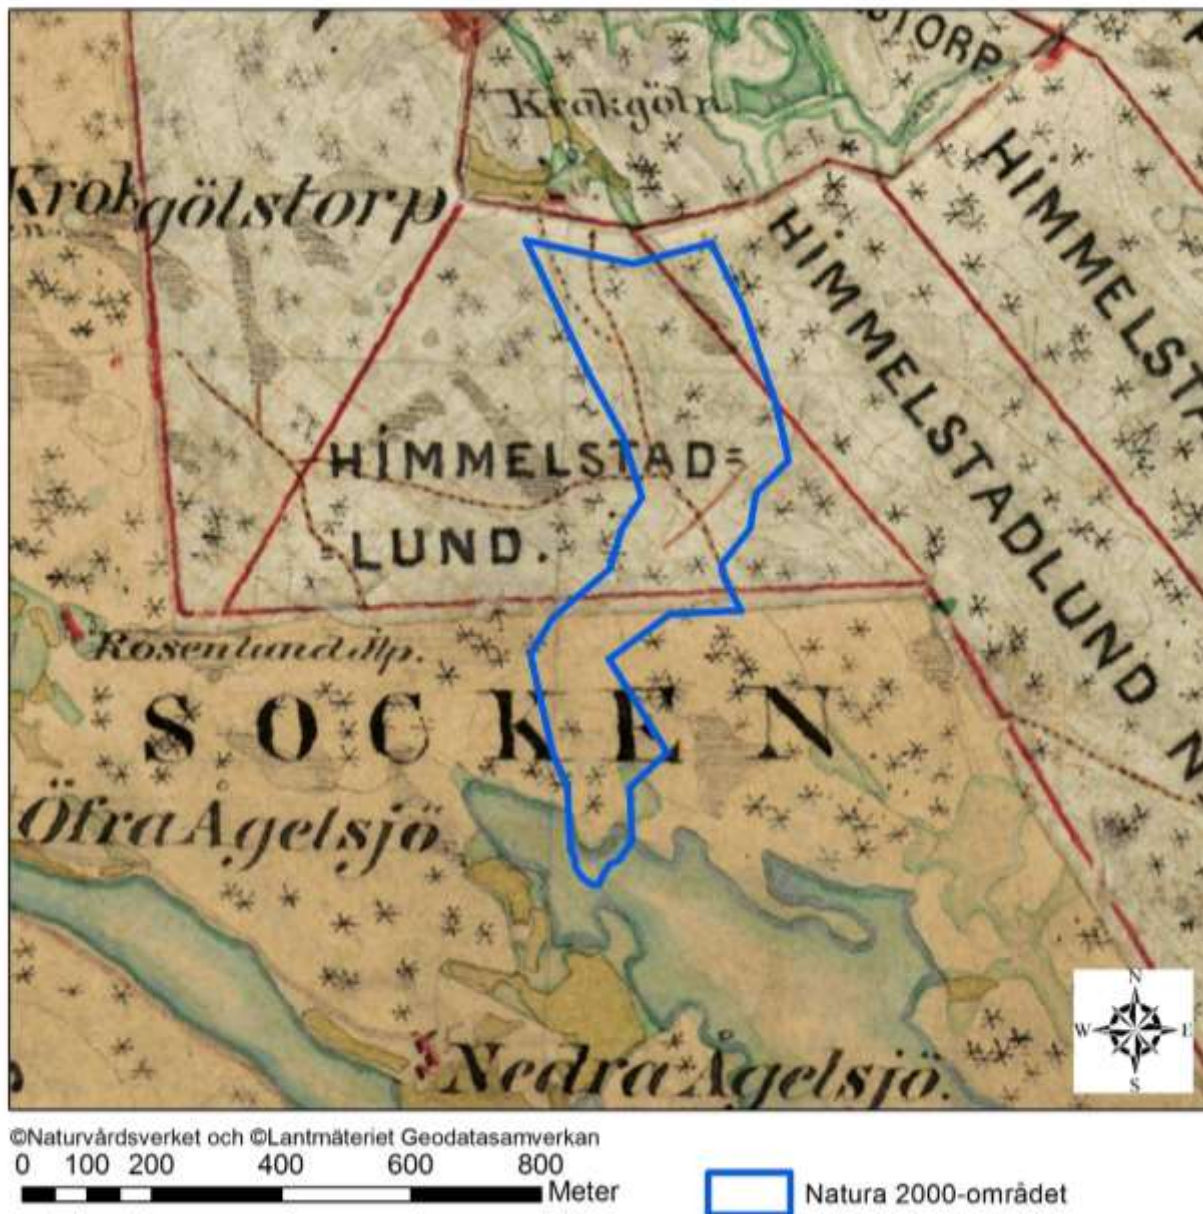 STORP.
Krokgöln.
Krokgölstorp
HIMMELSTADLUND N
HIMMELSTA
HIMMELSTAD=
=LUND.
Rosenlund
SOCKEN
Öfra Ågelsjö
Nedra Ågelsjö.
N
W E
S
©Naturvårdsverket och ©Lantmäteriet Geodatasamverkan
0 100 200 400 600 800
Meter
Natura 2000-området